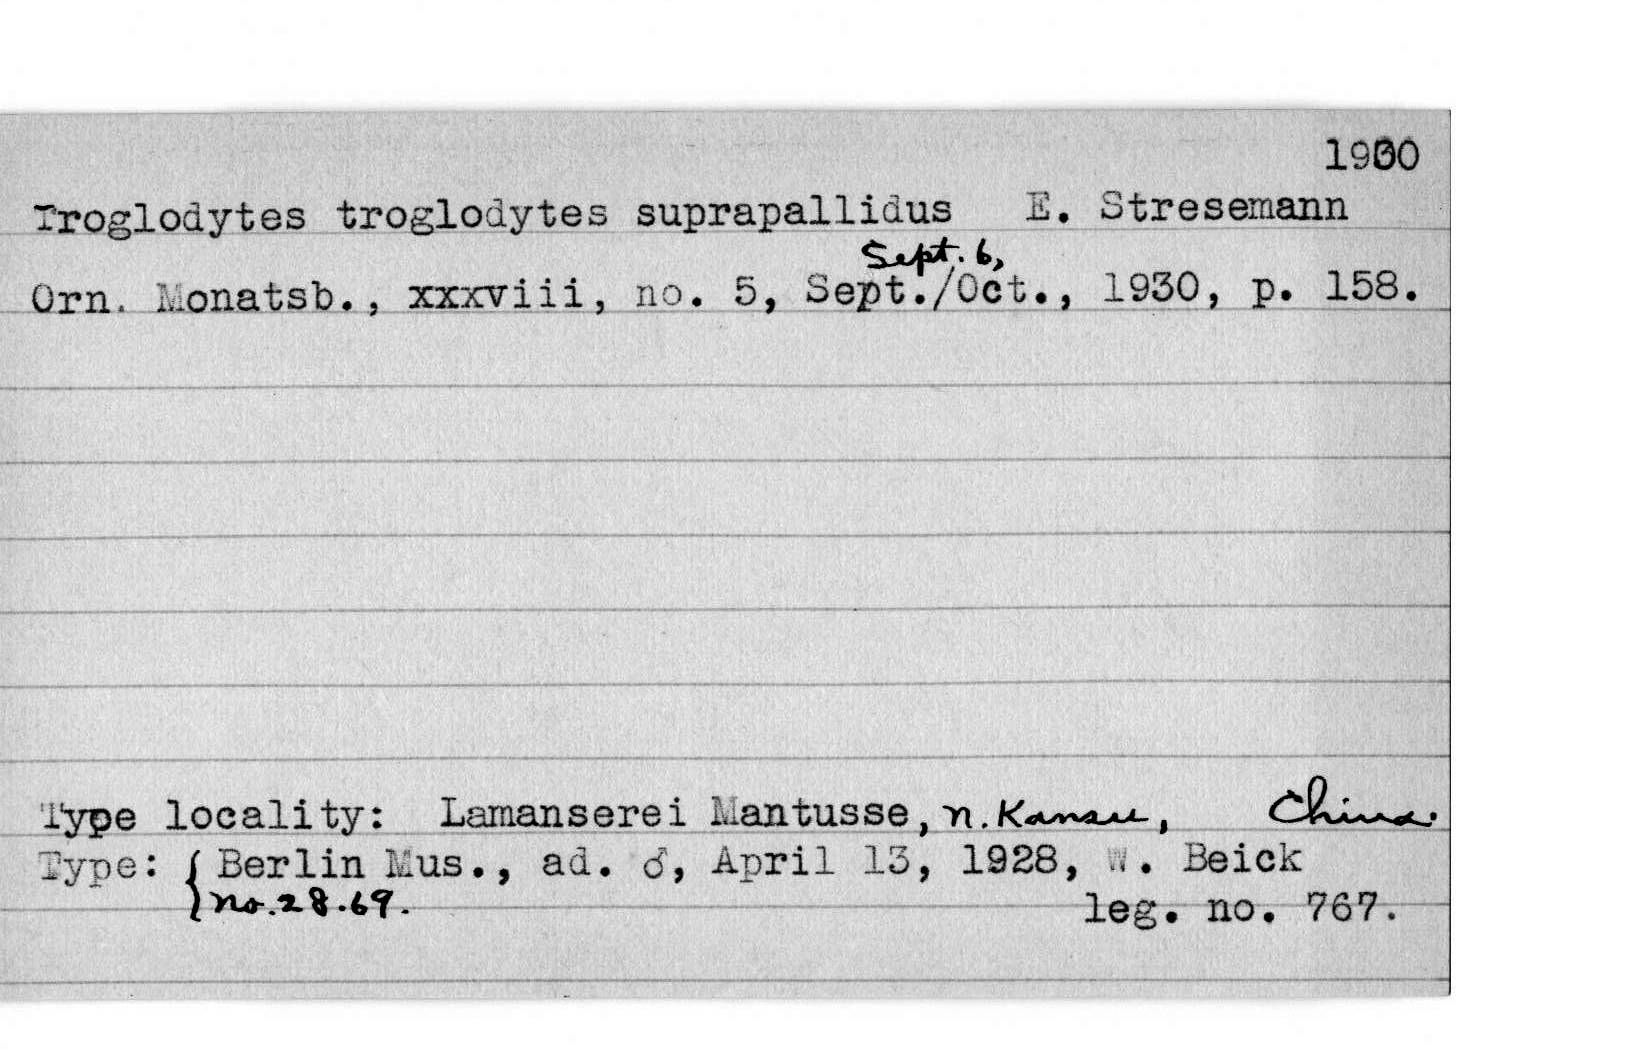 1930
Troglodytes troglodytes suprapallidus E. Stresemann
Sept. 6,
Orn. Monatsb., xxxviii, no. 5, Sept./Oct., 1930, p. 158.
Type locality: Lamanserei Mantusse, n. Kansu, China.
Type: { Berlin Mus., ad. ♂, April 13, 1928, W. Beick
no. 28.69. leg. no. 767.